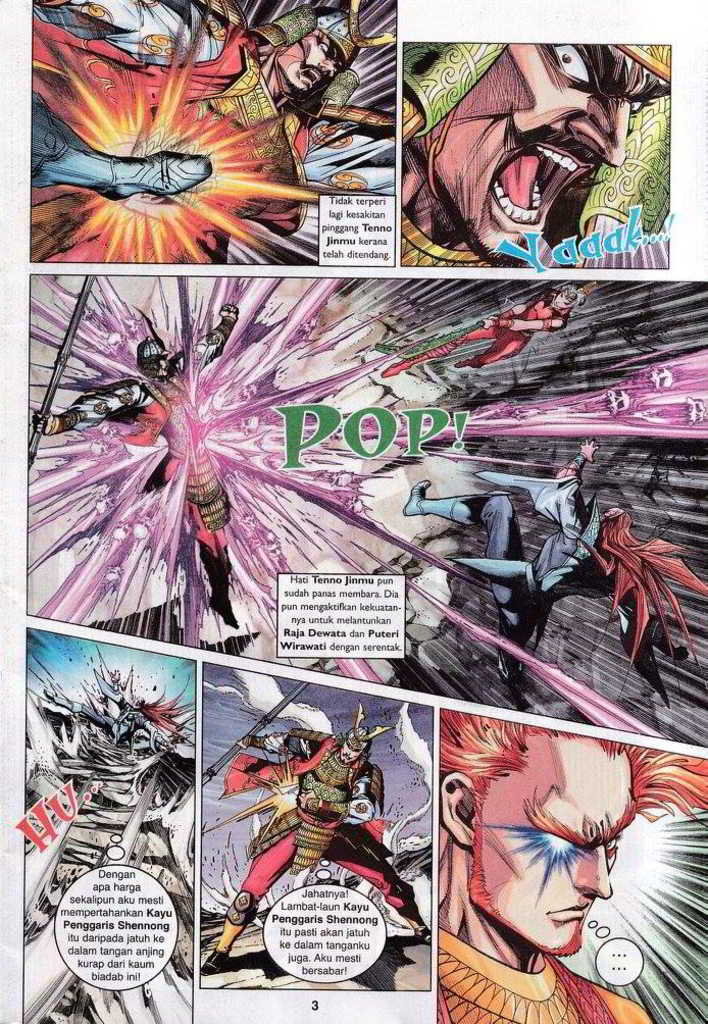 Tidak terperi
lagi kesakitan
pinggang Tenno
Jinmu kerana
telah ditendang.
Yaaak....!
POP!
Hati Tenno Jinmu pun
sudah panas membara. Dia
pun mengaktifkan kekuatan-
nya untuk melantunkan
Raja Dewata dan Puteri
Wirawati dengan serentak.
HU...
Dengan
apa harga
sekalipun aku mesti
mempertahankan Kayu
Penggaris Shennong
itu daripada jatuh ke
dalam tangan anjing
kurap dari kaum
biadab ini!
Jahatnya!
Lambat-laun Kayu
Penggaris Shennong
itu pasti akan jatuh
ke dalam tanganku
juga. Aku mesti
bersabar!
...
...
3